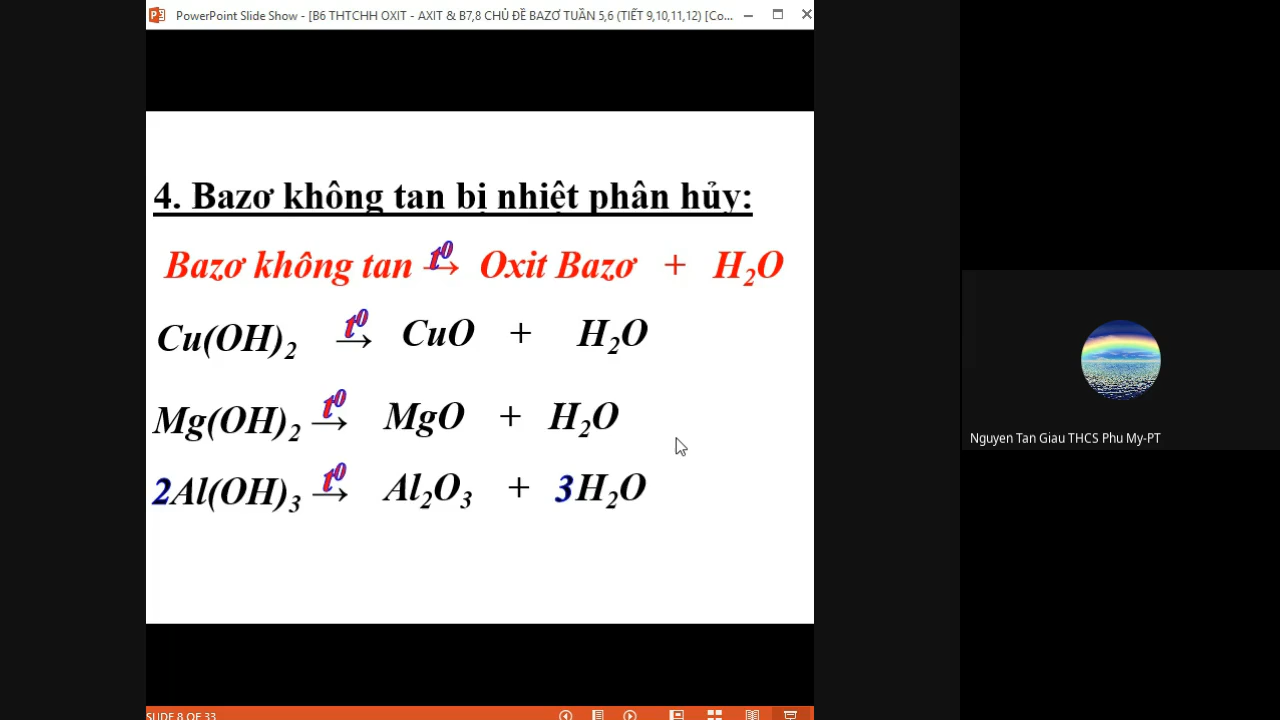 PowerPoint Slide Show - [B6 THTCHH OXIT - AXIT & B7,8 CHỦ ĐỀ BAZƠ TUẦN 5,6 (TIẾT 9,10,11,12) [Co...
4. Bazơ không tan bị nhiệt phân hủy:
Bazơ không tan t⁰→ Oxit Bazơ + H₂O
Cu(OH)₂ t⁰→ CuO + H₂O
Mg(OH)₂ t⁰→ MgO + H₂O
2Al(OH)₃ t⁰→ Al₂O₃ + 3H₂O
Nguyen Tan Giau THCS Phu My-PT
SLIDE 8 OF 33